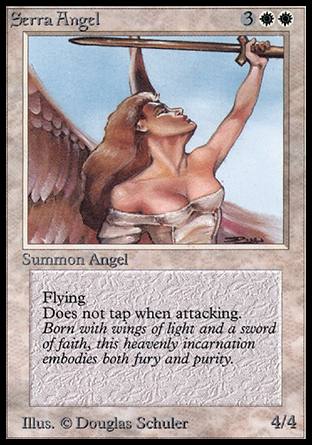 Serra Angel 3
Summon Angel
Flying
Does not tap when attacking.
Born with wings of light and a sword
of faith, this heavenly incarnation
embodies both fury and purity.
Illus. © Douglas Schuler 4/4